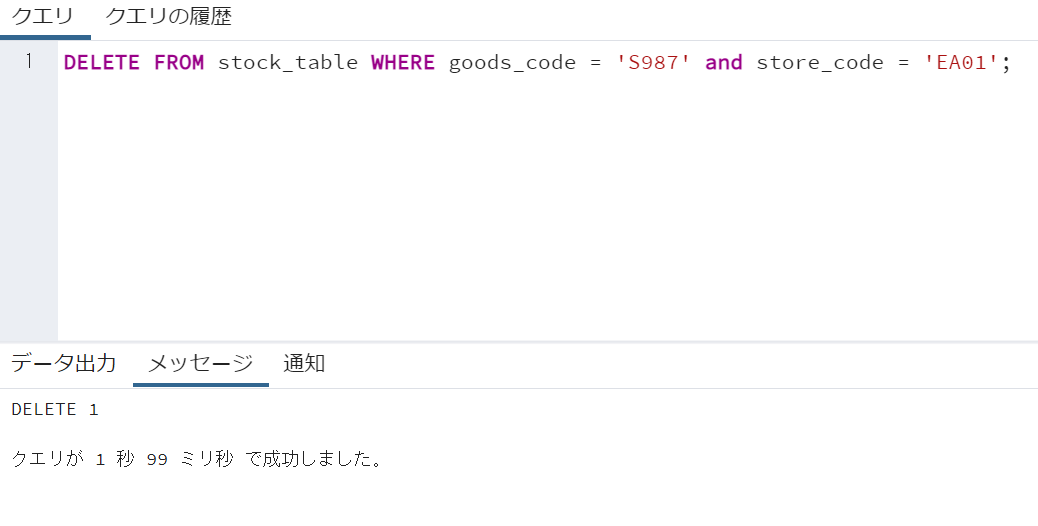 クエリ クエリの履歴
1 DELETE FROM stock_table WHERE goods_code = 'S987' and store_code = 'EA01';
データ出力 メッセージ 通知
DELETE 1
クエリが 1 秒 99 ミリ秒 で成功しました。